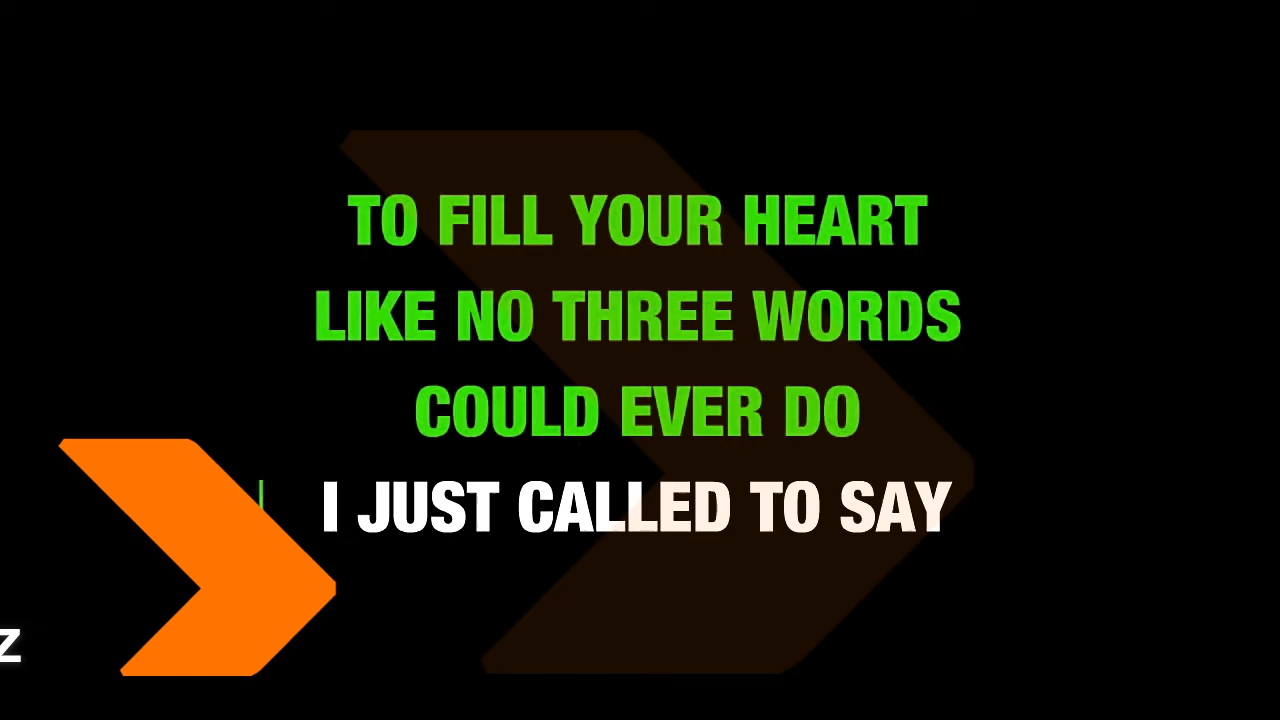 TO FILL YOUR HEART
LIKE NO THREE WORDS
COULD EVER DO
I JUST CALLED TO SAY
Z